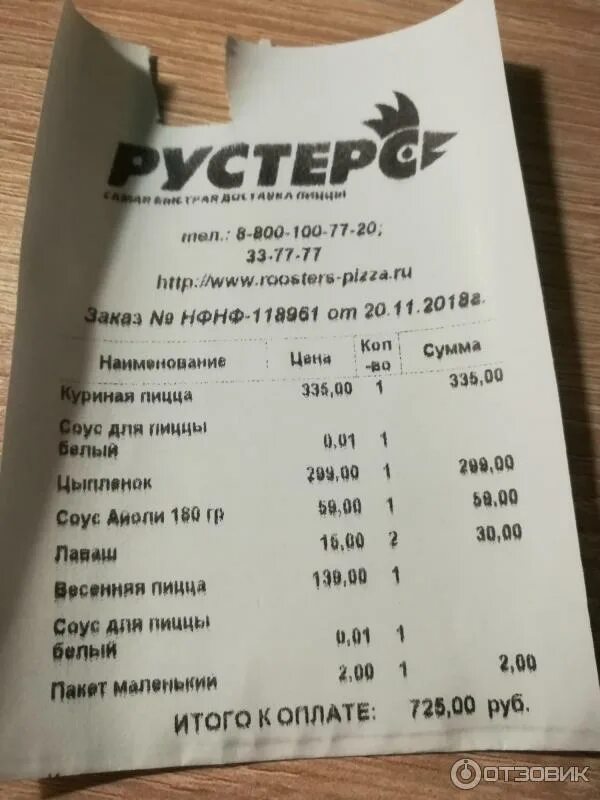 РУСТЕРС
САМАЯ БЫСТРАЯ ДОСТАВКА ПИЦЦЫ
тел.: 8-800-100-77-20;
33-77-77
http://www.roosters-pizza.ru
Заказ № НФНФ-118961 от 20.11.2018г.
Наименование Цена Кол-во Сумма
Куриная пицца 335,00 1 335,00
Соус для пиццы
белый 0,01 1
Цыпленок 299,00 1 299,00
Соус Айоли 180 гр 59,00 1 59,00
Лаваш 15,00 2 30,00
Весенняя пицца 139,00 1
Соус для пиццы
белый 0,01 1
Пакет маленький 2,00 1 2,00
ИТОГО К ОПЛАТЕ: 725,00 руб.
ОТЗОВИК